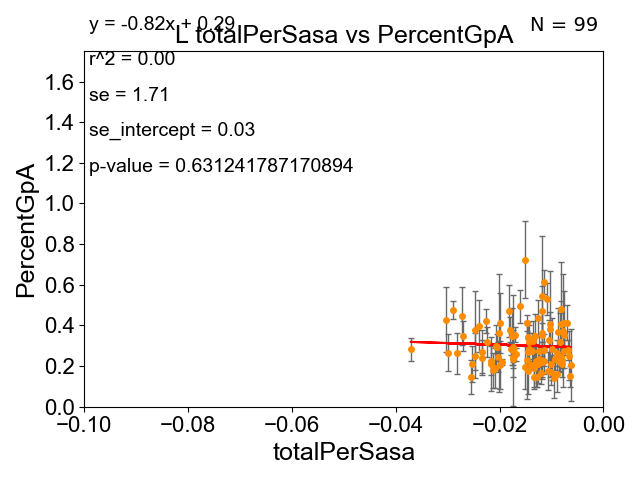 y = -0.82x + 0.29
N = 99
L totalPerSasa vs PercentGpA
r^2 = 0.00
se = 1.71
se_intercept = 0.03
p-value = 0.631241787170894
PercentGpA
1.6
1.4
1.2
1.0
0.8
0.6
0.4
0.2
0.0
−0.10 −0.08 −0.06 −0.04 −0.02 0.00
totalPerSasa